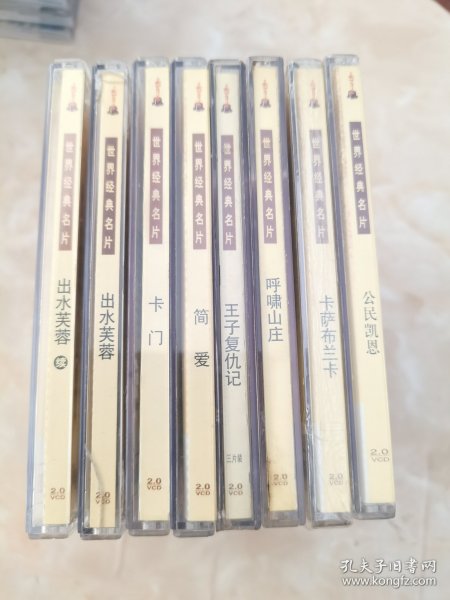 世界经典名片
出水芙蓉 续
2.0
VCD
世界经典名片
出水芙蓉
2.0
VCD
世界经典名片
卡门
2.0
VCD
世界经典名片
简爱
2.0
VCD
世界经典名片
王子复仇记
三片装
2.0
VCD
世界经典名片
呼啸山庄
2.0
VCD
世界经典名片
卡萨布兰卡
2.0
VCD
世界经典名片
公民凯恩
2.0
VCD
孔夫子旧书网
www.kongfz.com